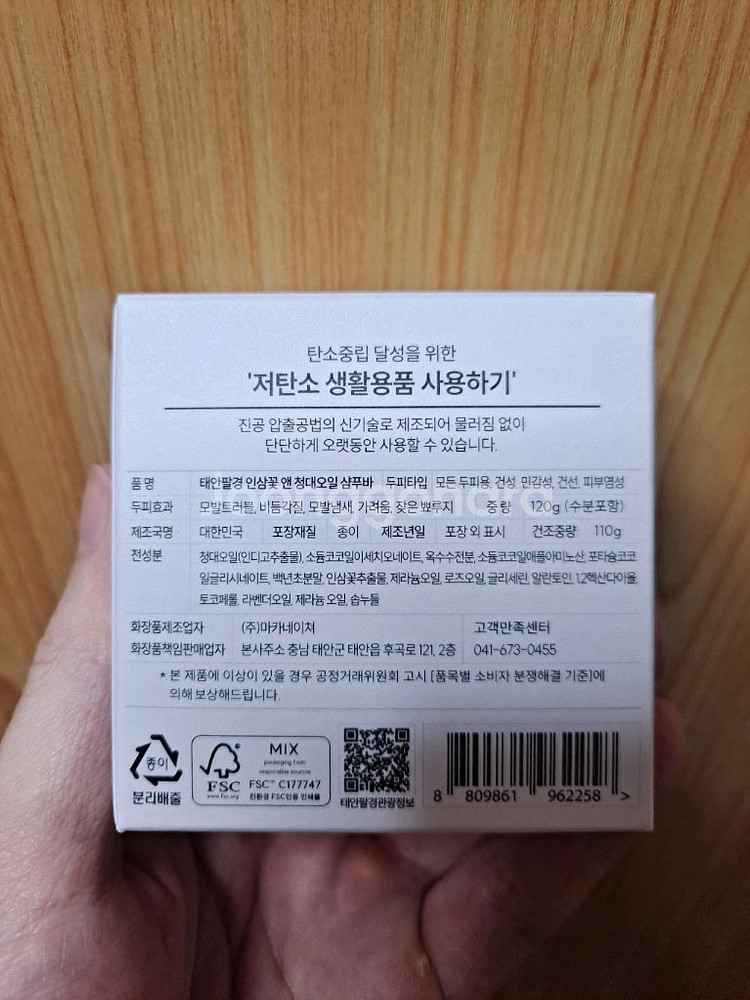 탄소중립 달성을 위한
'저탄소 생활용품 사용하기'
진공 압출공법의 신기술로 제조되어 물러짐 없이
단단하게 오랫동안 사용할 수 있습니다.
품 명 태안팔경 인삼꽃 앤 청대오일 샴푸바 두피타입 모든 두피용, 건성, 민감성, 건선, 피부염성
두피효과 모발트러블, 비듬각질, 모발냄새, 가려움, 잦은 뾰루지 중 량 120g (수분포함)
제조국명 대한민국 포장재질 종이 제조년일 포장 외 표시 건조중량 110g
전성분 청대오일(인디고추출물), 소듐코코일이세치오네이트, 옥수수전분, 소듐코코일애플아미노산, 포타슘코코
일글리시네이트, 백년초분말, 인삼꽃추출물, 제라늄오일, 로즈오일, 글리세린, 알란토인, 1,2헥산다이올,
토코페롤, 라벤더오일, 제라늄 오일, 솝누들
화장품제조업자 (주)마카네이쳐 고객만족센터
화장품책임판매업자 본사주소 충남 태안군 태안읍 후곡로 121, 2층 041-673-0455
* 본 제품에 이상이 있을 경우 공정거래위원회 고시 [품목별 소비자 분쟁해결 기준]에
의해 보상해드립니다.
종이
분리배출
FSC
www.fsc.org
MIX
packaging from
responsible sources
FSC™ C177747
친환경 FSC인증 인쇄물
태안팔경관광정보
8 809861 962258 >